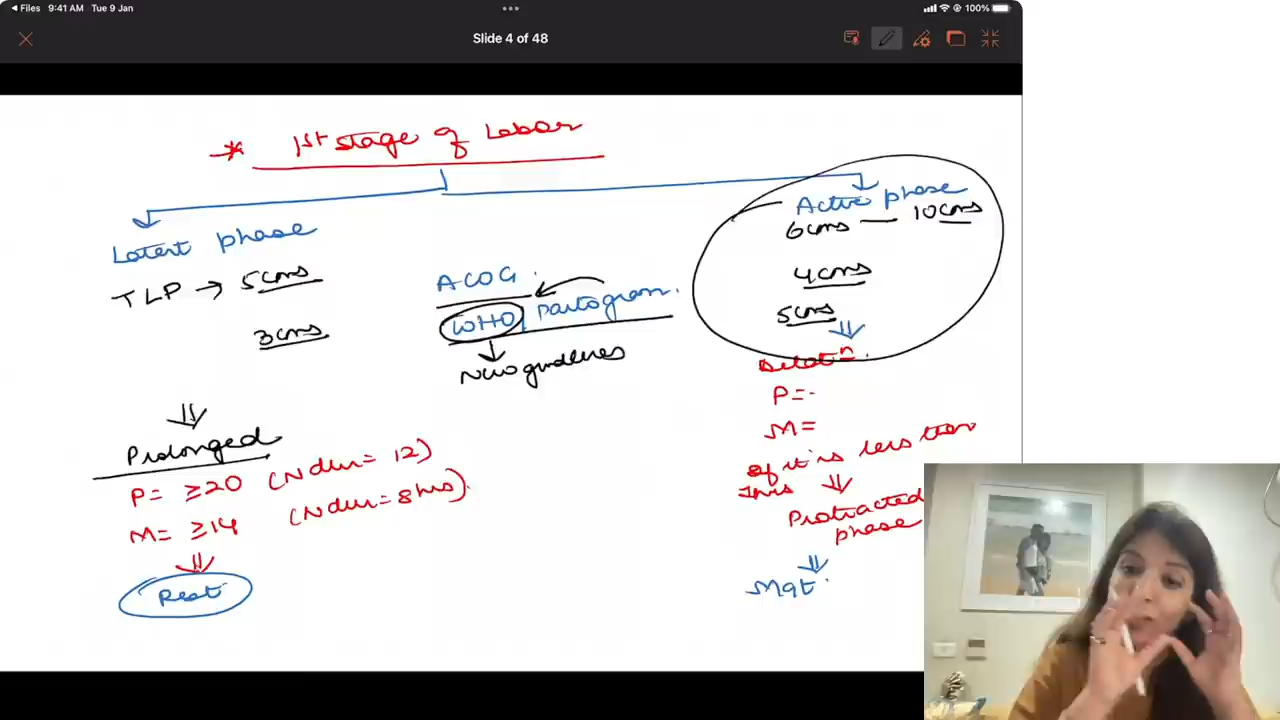 Files 9:41 AM Tue 9 Jan
100%
Slide 4 of 48
1st stage of Labor
Latent phase
TLP → 5cms
3cms
ACOG
WHO Partogram
New guidelines
Active phase
6cms — 10cms
4cms
5cms
Prolonged
P= ≥20 (N dur= 12)
M= ≥14 (N dur=8hrs)
Rest
Dilatn
P=
M=
If it is less than
this
Protracted
phase
Mgt